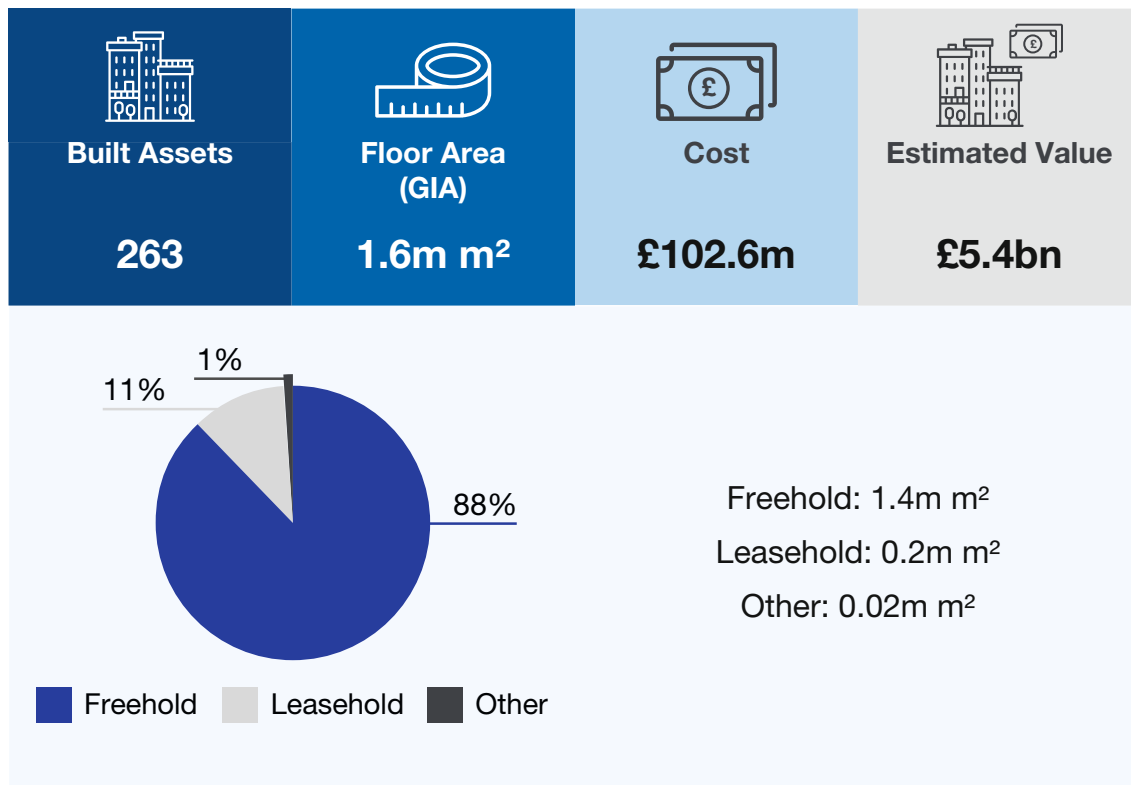 £
£
Built Assets
Floor Area
(GIA)
Cost
Estimated Value
263
1.6m m²
£102.6m
£5.4bn
1%
11%
88%
Freehold: 1.4m m²
Leasehold: 0.2m m²
Other: 0.02m m²
Freehold
Leasehold
Other